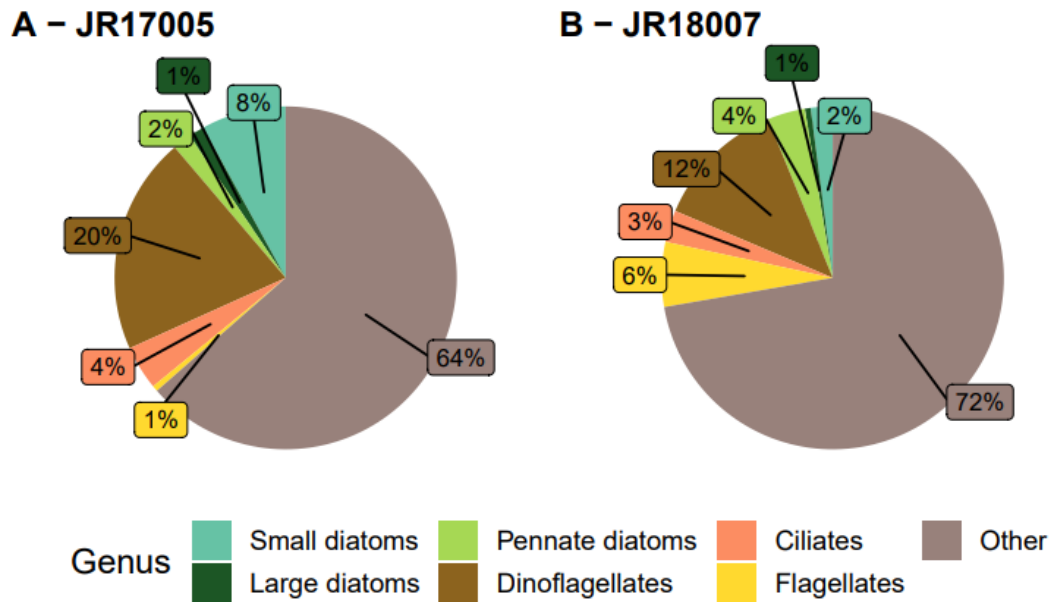 A − JR17005
B − JR18007
1%
8%
2%
20%
4%
1%
64%
1%
2%
4%
12%
3%
6%
72%
Genus
Small diatoms
Pennate diatoms
Ciliates
Other
Large diatoms
Dinoflagellates
Flagellates